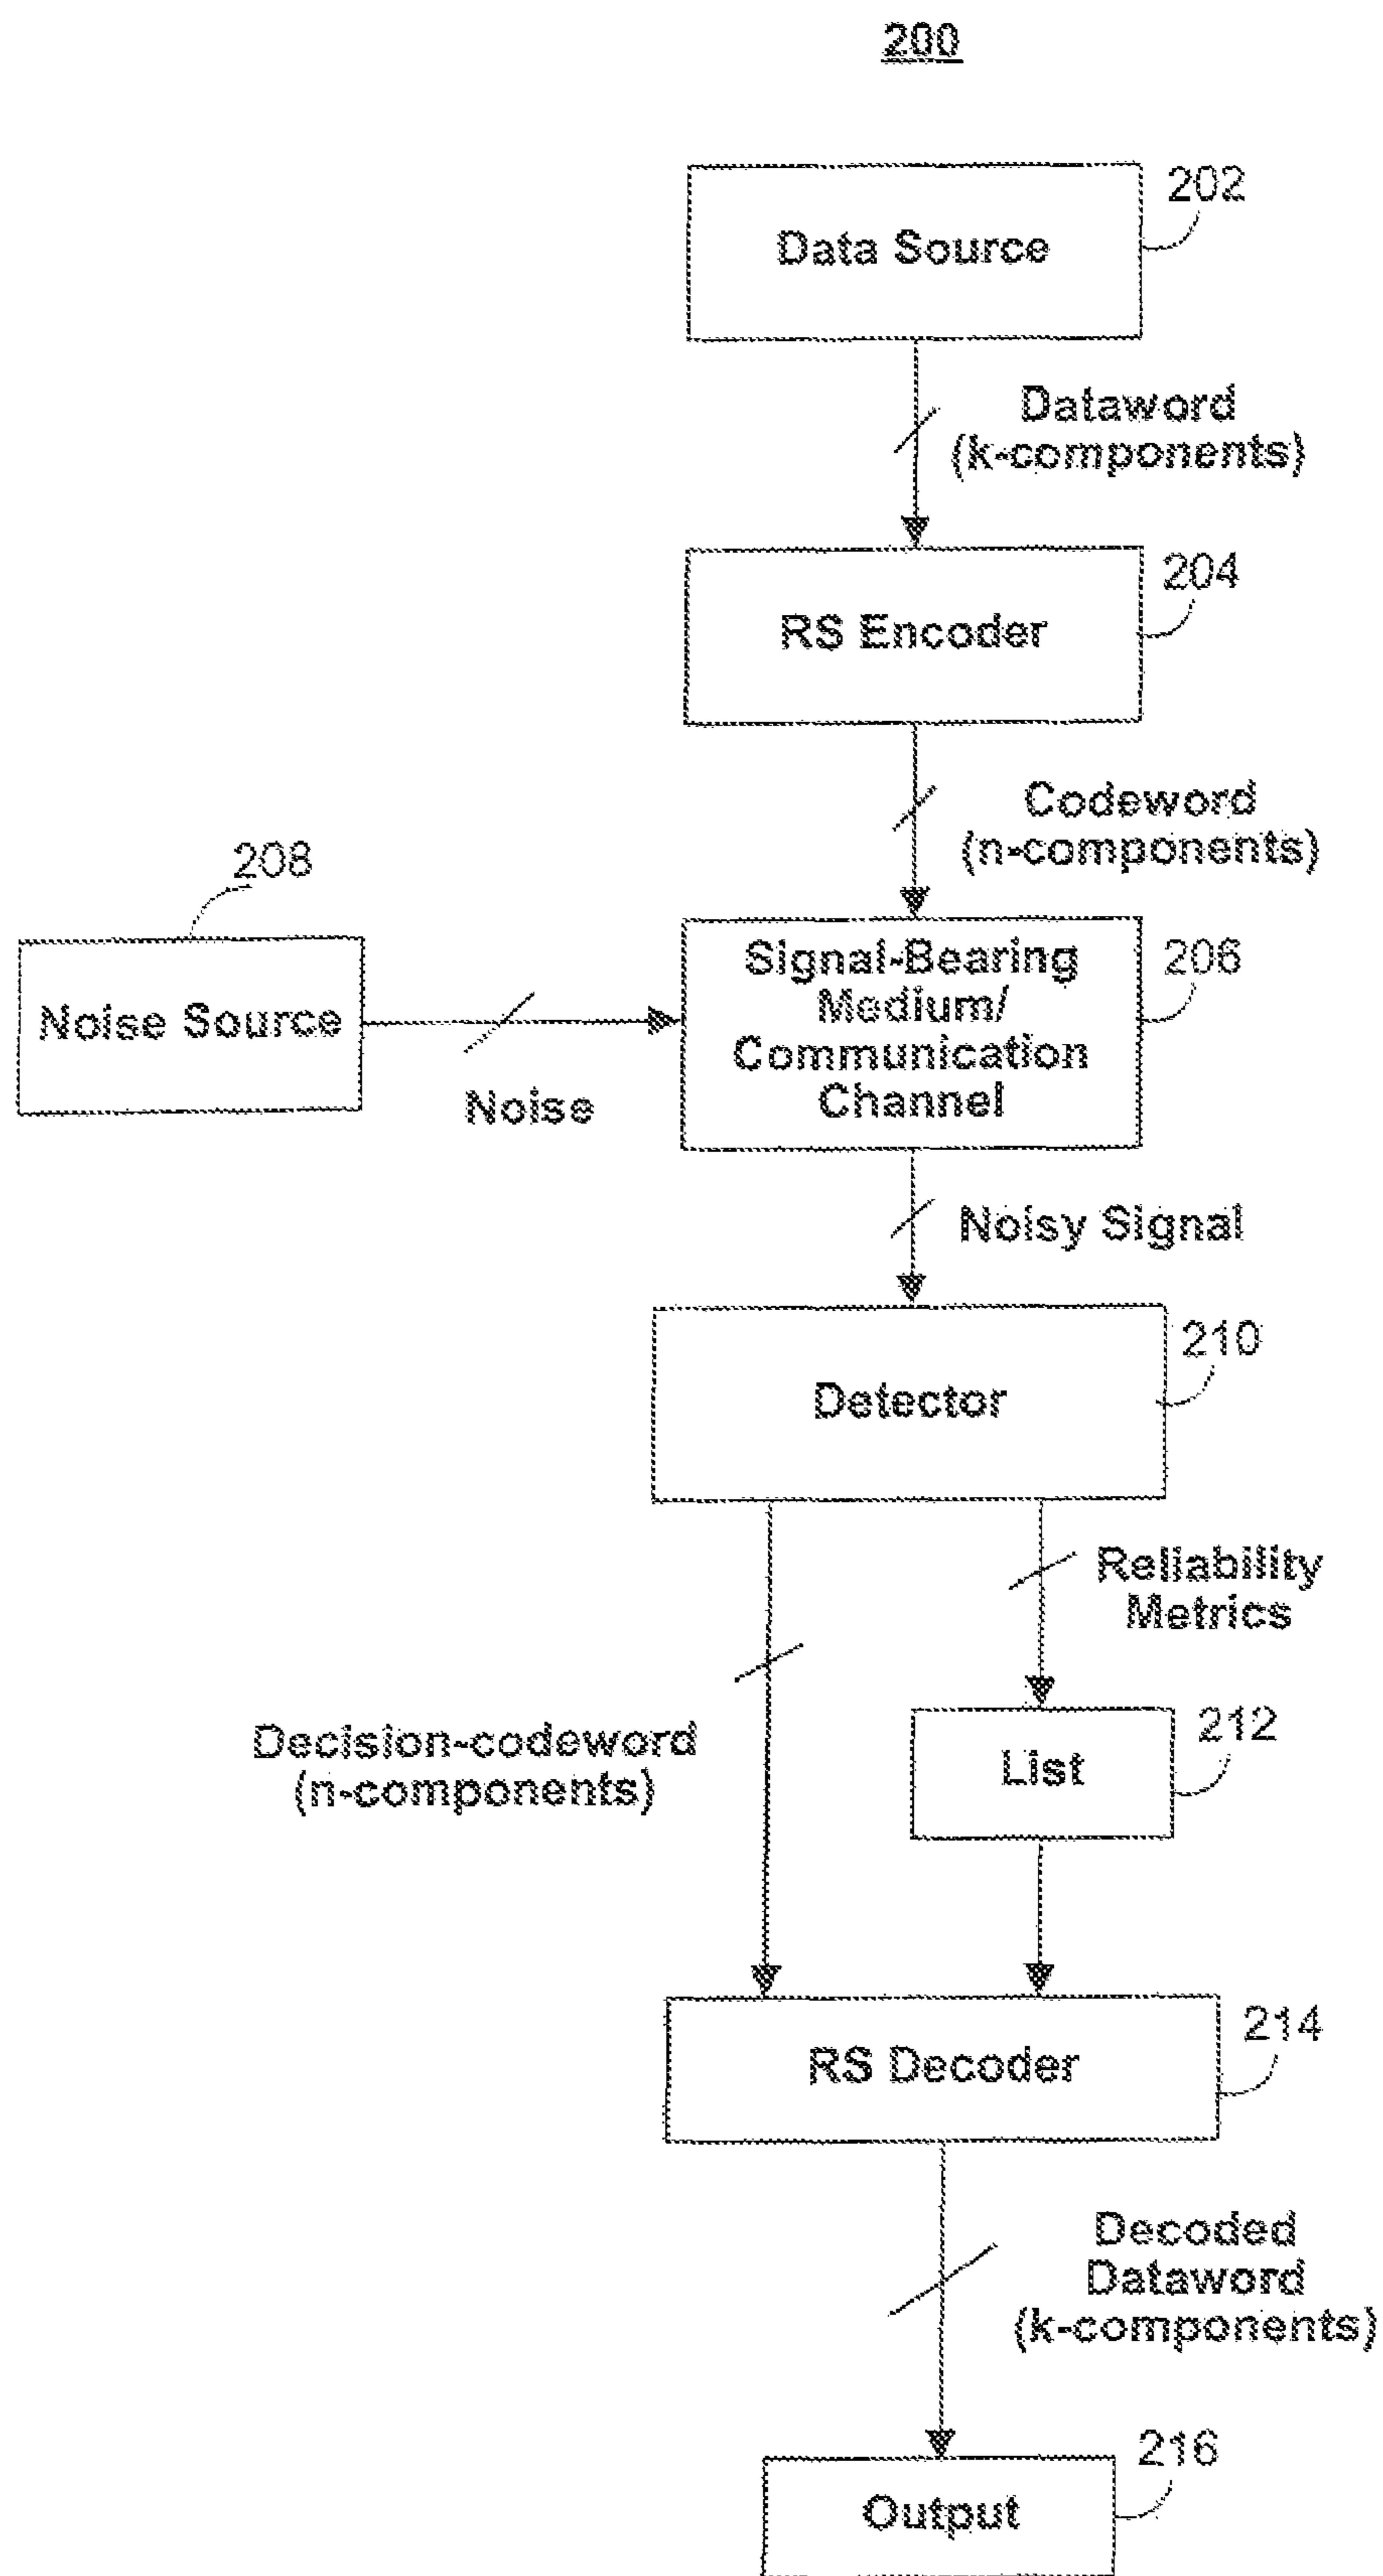 200
202
Data Source
Dataword
(k-components)
204
RS Encoder
Codeword
(n-components)
208
Noise Source
Noise
206
Signal-Bearing
Medium/
Communication
Channel
Noisy Signal
210
Detector
Reliability
Metrics
Decision-codeword
(n-components)
212
List
214
RS Decoder
Decoded
Dataword
(k-components)
216
Output